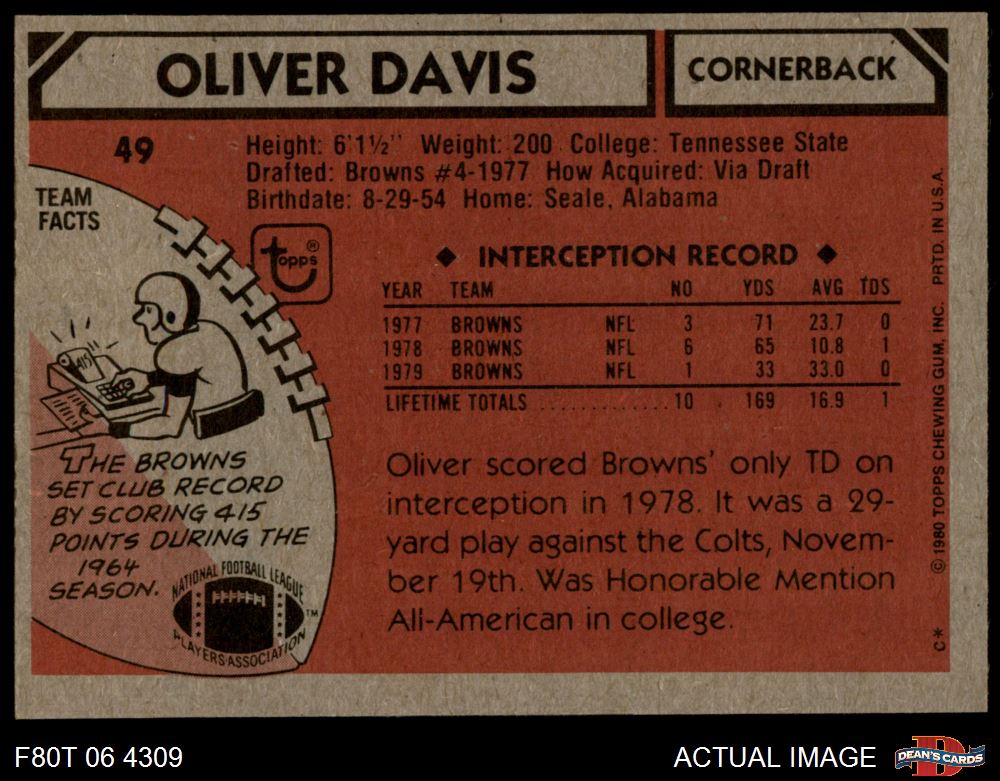 OLIVER DAVIS
CORNERBACK
49
Height: 6'1½" Weight: 200 College: Tennessee State
Drafted: Browns #4-1977 How Acquired: Via Draft
Birthdate: 8-29-54 Home: Seale, Alabama
TEAM
FACTS
topps®
◆ INTERCEPTION RECORD ◆
YEAR TEAM NO YDS AVG TDS
1977 BROWNS NFL 3 71 23.7 0
1978 BROWNS NFL 6 65 10.8 1
1979 BROWNS NFL 1 33 33.0 0
LIFETIME TOTALS ............ 10 169 16.9 1
415
THE BROWNS
SET CLUB RECORD
BY SCORING 415
POINTS DURING THE
1964
SEASON.
NATIONAL FOOTBALL LEAGUE
PLAYERS ASSOCIATION
TM
Oliver scored Browns' only TD on
interception in 1978. It was a 29-
yard play against the Colts, Novem-
ber 19th. Was Honorable Mention
All-American in college.
C* © 1980 TOPPS CHEWING GUM, INC. PRTD. IN U.S.A.
F80T 06 4309
ACTUAL IMAGE
D
DEAN'S CARDS